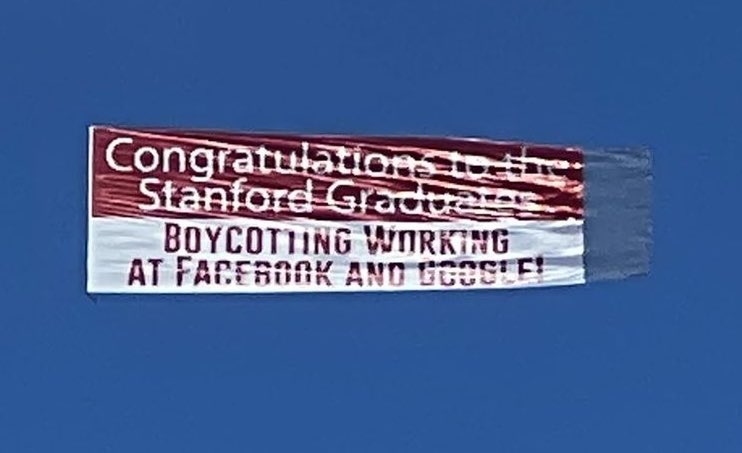 Congratulations to the
Stanford Graduates
BOYCOTTING WORKING
AT FACEBOOK AND GOOGLE!